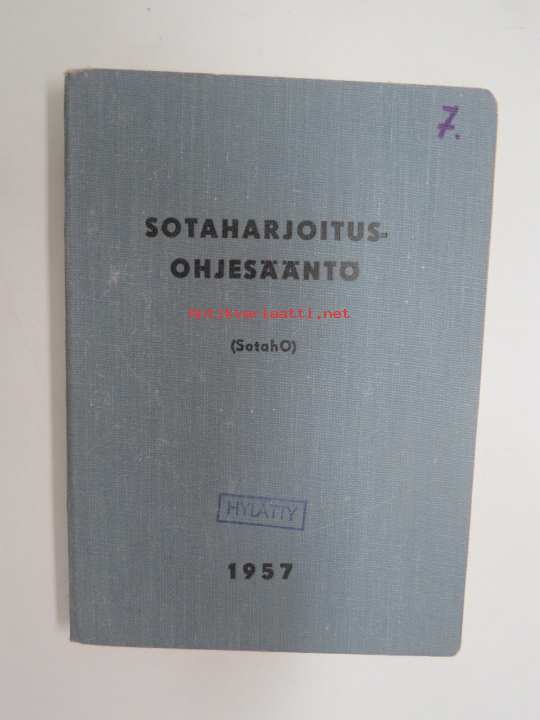 7.
SOTAHARJOITUS-
OHJESÄÄNTÖ
Antikvariaatti.net
(SotahO)
HYLÄTTY
1957